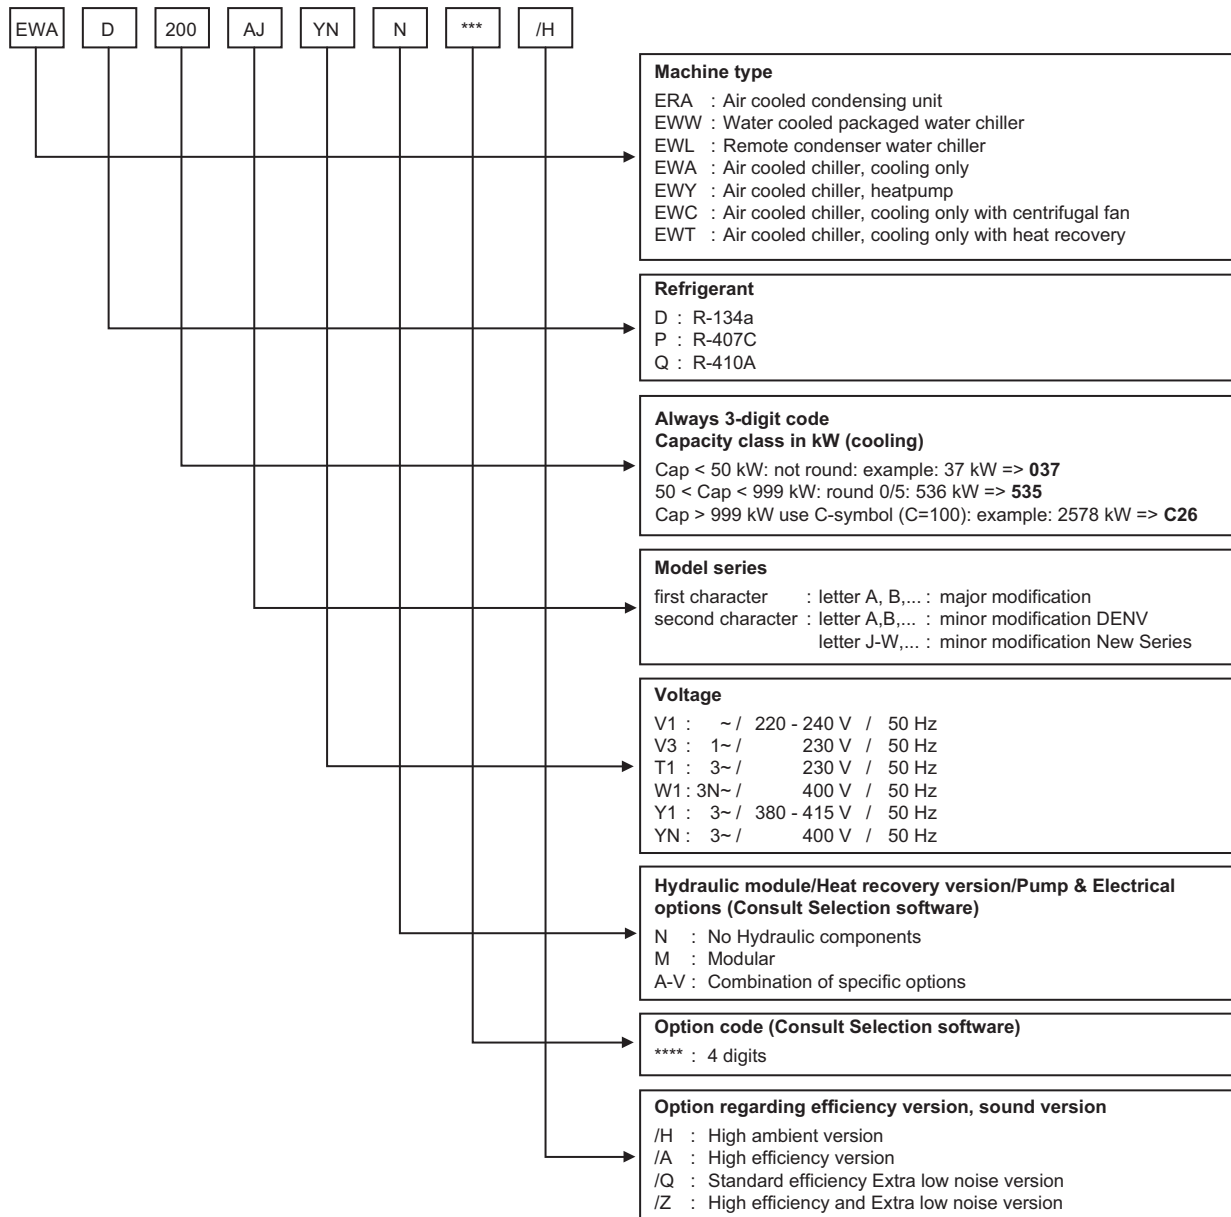 EWA D 200 AJ YN N *** /H
Machine type
ERA : Air cooled condensing unit
EWW : Water cooled packaged water chiller
EWL : Remote condenser water chiller
EWA : Air cooled chiller, cooling only
EWY : Air cooled chiller, heatpump
EWC : Air cooled chiller, cooling only with centrifugal fan
EWT : Air cooled chiller, cooling only with heat recovery
Refrigerant
D : R-134a
P : R-407C
Q : R-410A
Always 3-digit code
Capacity class in kW (cooling)
Cap < 50 kW: not round: example: 37 kW => 037
50 < Cap < 999 kW: round 0/5: 536 kW => 535
Cap > 999 kW use C-symbol (C=100): example: 2578 kW => C26
Model series
first character : letter A, B,... : major modification
second character : letter A,B,... : minor modification DENV
letter J-W,... : minor modification New Series
Voltage
V1 : ~ / 220 - 240 V / 50 Hz
V3 : 1~ / 230 V / 50 Hz
T1 : 3~ / 230 V / 50 Hz
W1 : 3N~ / 400 V / 50 Hz
Y1 : 3~ / 380 - 415 V / 50 Hz
YN : 3~ / 400 V / 50 Hz
Hydraulic module/Heat recovery version/Pump & Electrical
options (Consult Selection software)
N : No Hydraulic components
M : Modular
A-V : Combination of specific options
Option code (Consult Selection software)
**** : 4 digits
Option regarding efficiency version, sound version
/H : High ambient version
/A : High efficiency version
/Q : Standard efficiency Extra low noise version
/Z : High efficiency and Extra low noise version